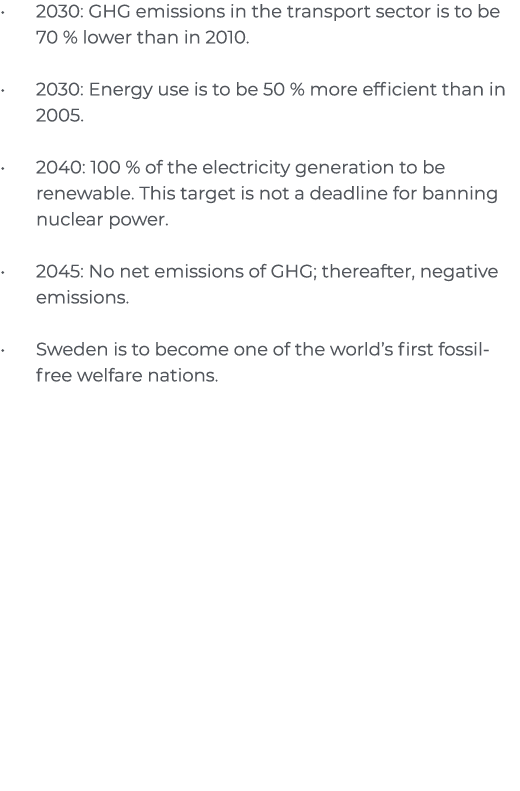 • 2030: GHG emissions in the transport sector is to be
70 % lower than in 2010.
• 2030: Energy use is to be 50 % more efficient than in
2005.
• 2040: 100 % of the electricity generation to be
renewable. This target is not a deadline for banning
nuclear power.
• 2045: No net emissions of GHG; thereafter, negative
emissions.
• Sweden is to become one of the world’s first fossil-
free welfare nations.